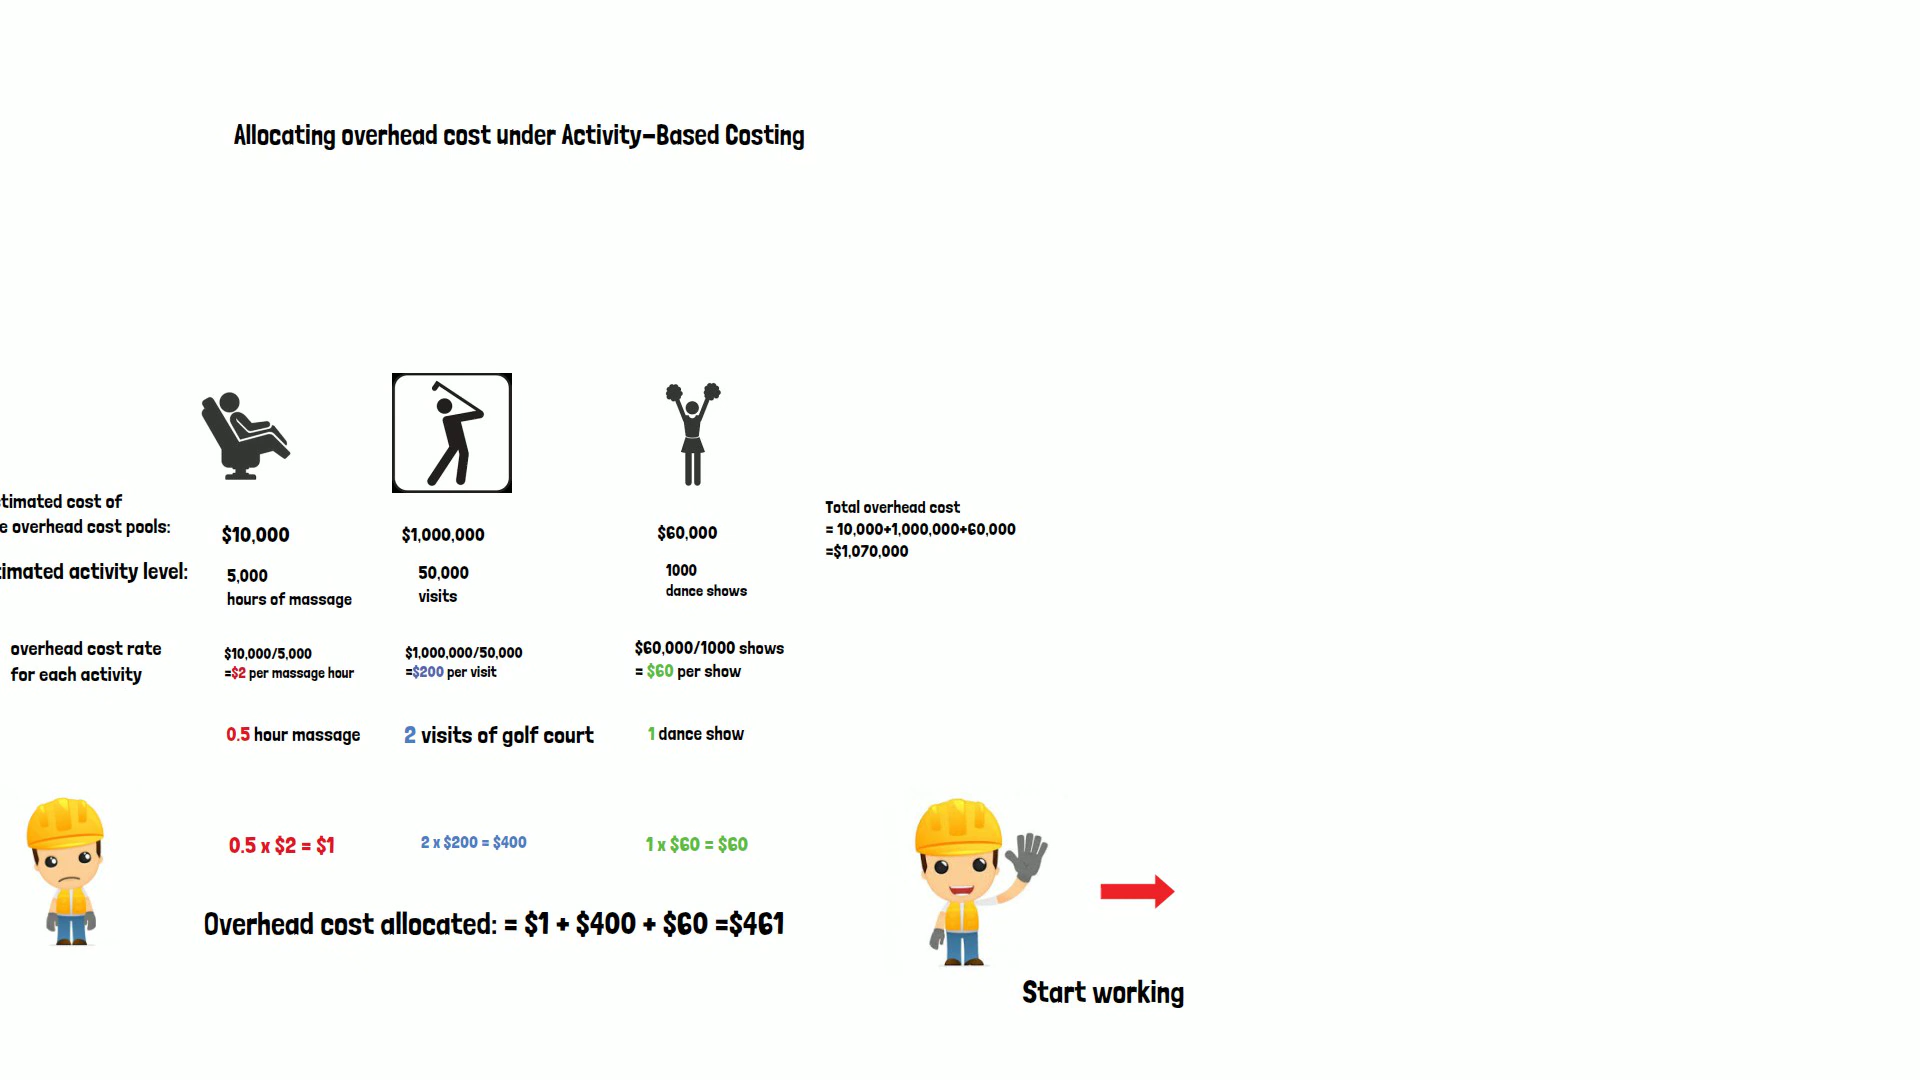 Allocating overhead cost under Activity-Based Costing
timated cost of
e overhead cost pools:
$10,000
$1,000,000
$60,000
Total overhead cost
= 10,000+1,000,000+60,000
=$1,070,000
imated activity level:
5,000
hours of massage
50,000
visits
1000
dance shows
overhead cost rate
for each activity
$10,000/5,000
=$2 per massage hour
$1,000,000/50,000
=$200 per visit
$60,000/1000 shows
= $60 per show
0.5 hour massage
2 visits of golf court
1 dance show
0.5 x $2 = $1
2 x $200 = $400
1 x $60 = $60
Overhead cost allocated: = $1 + $400 + $60 =$461
Start working